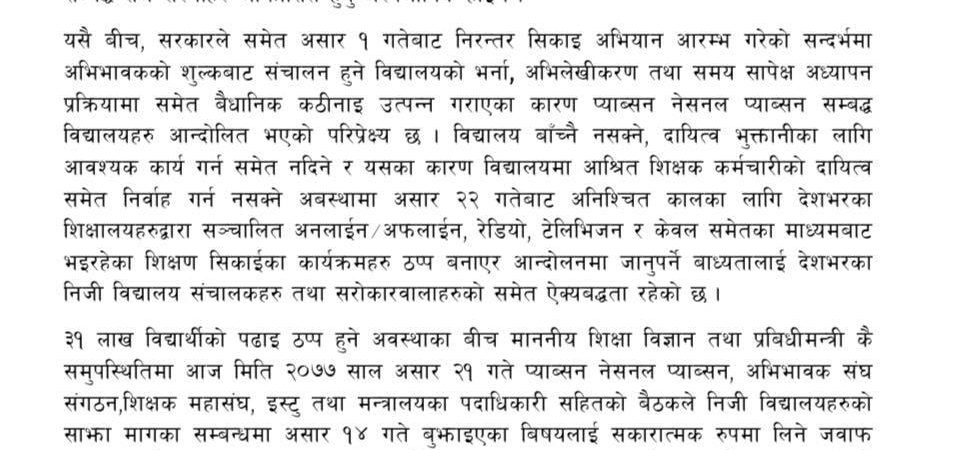 यसै बीच, सरकारले समेत असार १ गतेबाट निरन्तर सिकाइ अभियान आरम्भ गरेको सन्दर्भमा
अभिभावकको शुल्कबाट संचालन हुने विद्यालयको भर्ना, अभिलेखीकरण तथा समय सापेक्ष अध्यापन
प्रक्रियामा समेत बैधानिक कठीनाइ उत्पन्न गराएका कारण प्याब्सन नेसनल प्याब्सन सम्बद्ध
विद्यालयहरु आन्दोलित भएको परिप्रेक्ष्य छ । विद्यालय बाँच्नै नसक्ने, दायित्व भुक्तानीका लागि
आवश्यक कार्य गर्न समेत नदिने र यसका कारण विद्यालयमा आश्रित शिक्षक कर्मचारीको दायित्व
समेत निर्वाह गर्न नसक्ने अबस्थामा असार २२ गतेबाट अनिश्चित कालका लागि देशभरका
शिक्षालयहरुद्वारा सञ्चालित अनलाईन/अफलाईन, रेडियो, टेलिभिजन र केवल समेतका माध्यमबाट
भइरहेका शिक्षण सिकाईका कार्यक्रमहरु ठप्प बनाएर आन्दोलनमा जानुपर्ने बाध्यतालाई देशभरका
निजी विद्यालय संचालकहरु तथा सरोकारवालाहरुको समेत ऐक्यबद्धता रहेको छ ।
३१ लाख विद्यार्थीको पढाइ ठप्प हुने अवस्थाका बीच माननीय शिक्षा विज्ञान तथा प्रबिधीमन्त्री कै
समुपस्थितिमा आज मिति २०७७ साल असार २१ गते प्याब्सन नेसनल प्याब्सन, अभिभावक संघ
संगठन,शिक्षक महासंघ, इस्टु तथा मन्त्रालयका पदाधिकारी सहितको बैठकले निजी विद्यालयहरुको
साझा मागका सम्बन्धमा असार १४ गते बुझाइएका बिषयलाई सकारात्मक रुपमा लिने जवाफ